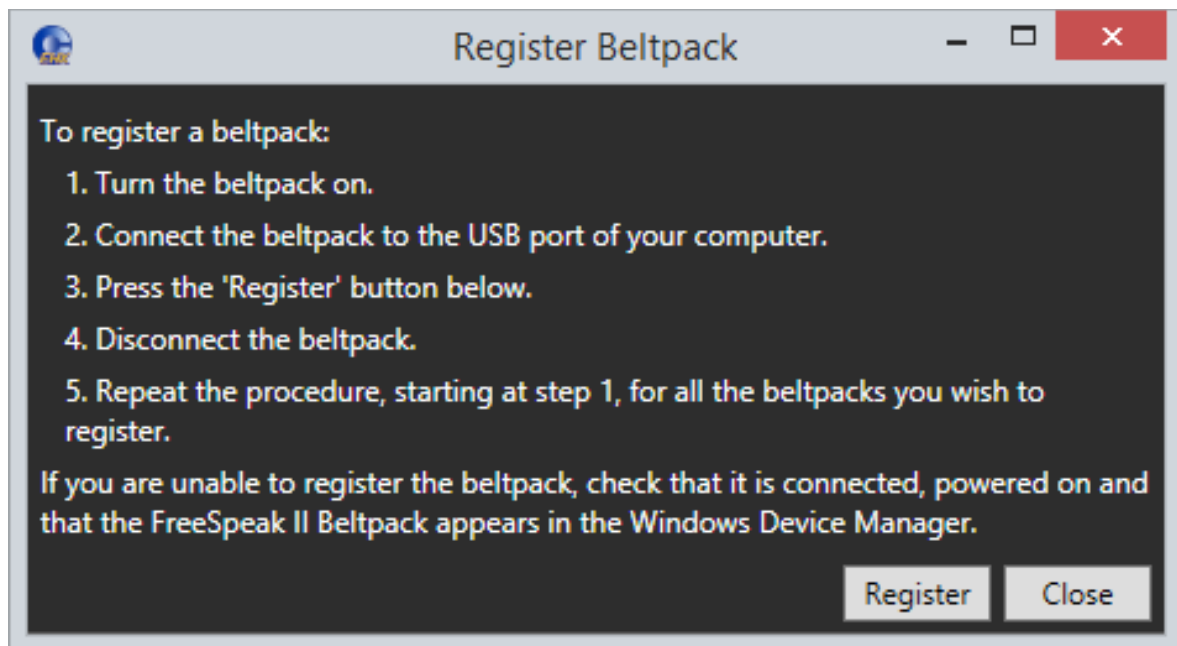 Register Beltpack
To register a beltpack:
1. Turn the beltpack on.
2. Connect the beltpack to the USB port of your computer.
3. Press the 'Register' button below.
4. Disconnect the beltpack.
5. Repeat the procedure, starting at step 1, for all the beltpacks you wish to
register.
If you are unable to register the beltpack, check that it is connected, powered on and
that the FreeSpeak II Beltpack appears in the Windows Device Manager.
Register Close